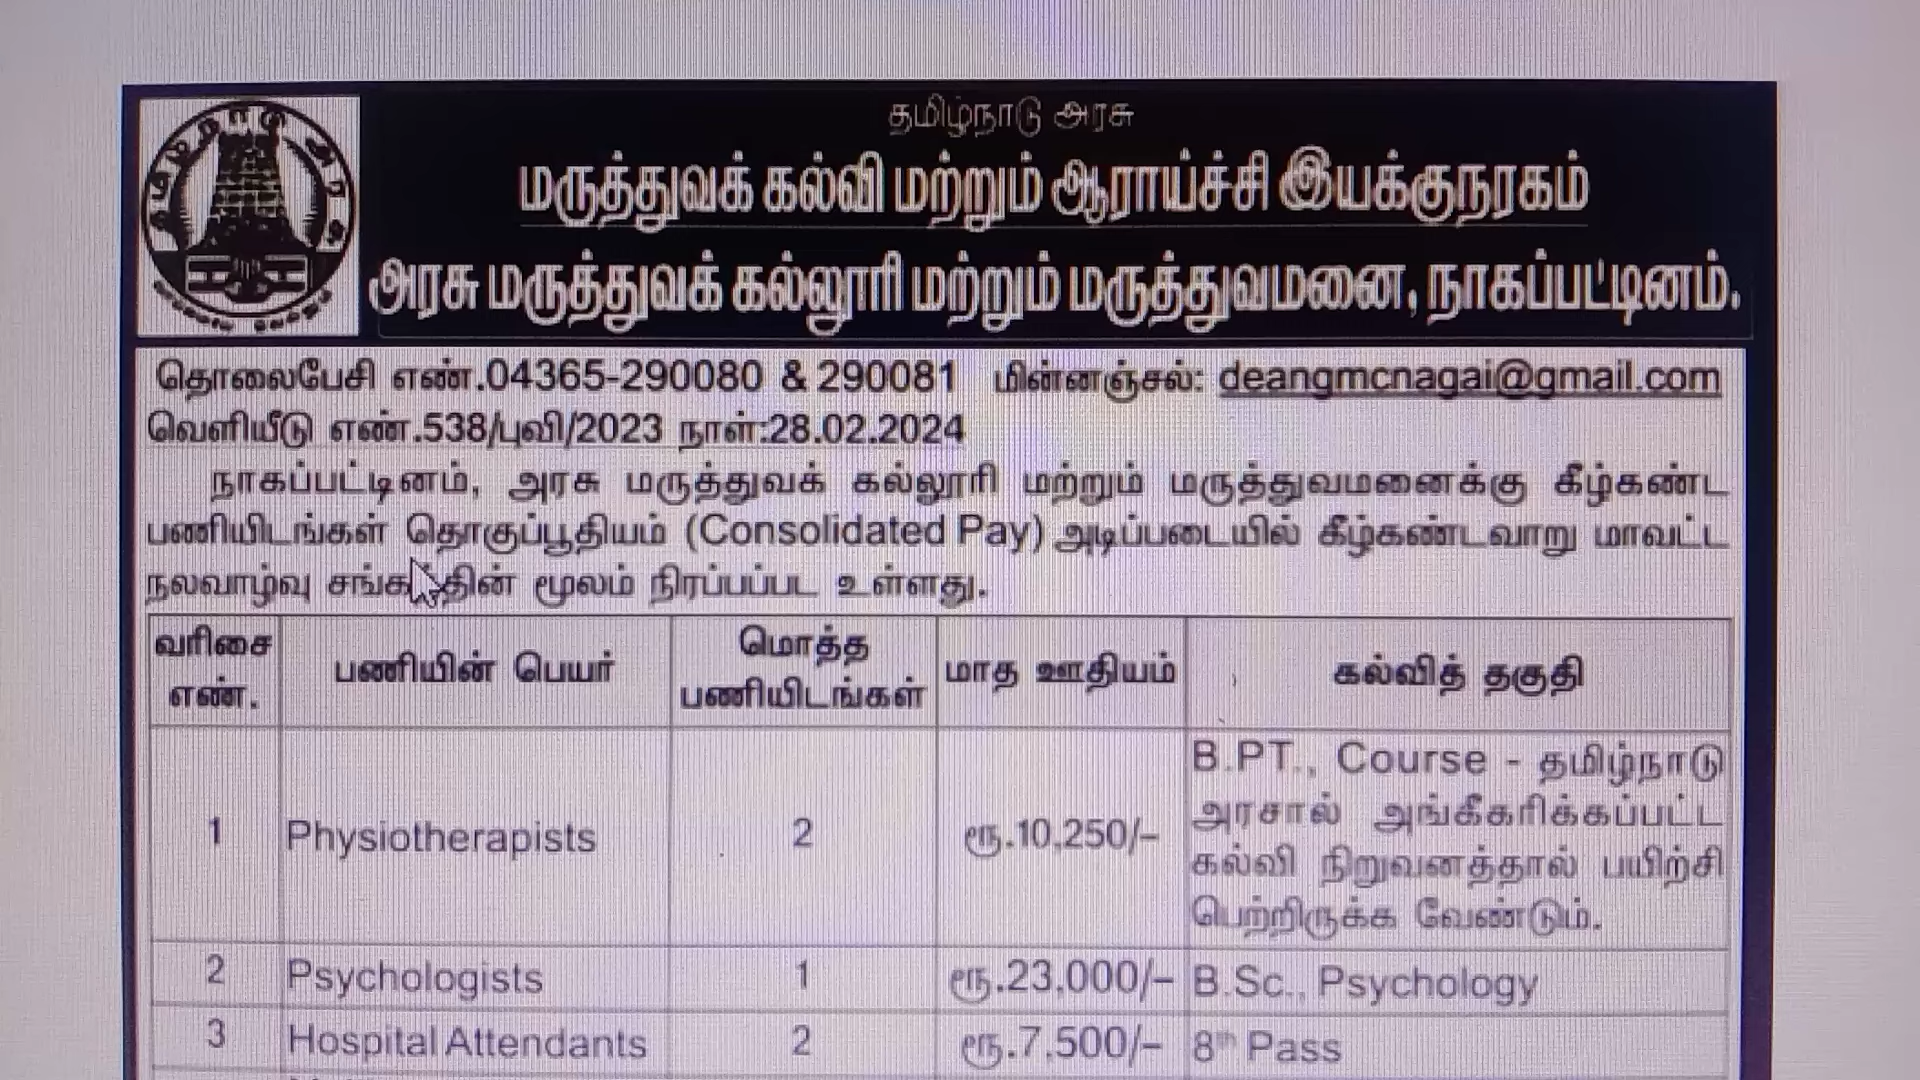 தமிழ்நாடு அரசு
மருத்துவக் கல்வி மற்றும் ஆராய்ச்சி இயக்குநரகம்
அரசு மருத்துவக் கல்லூரி மற்றும் மருத்துவமனை, நாகப்பட்டினம்.
தொலைபேசி எண்.04365-290080 & 290081 மின்னஞ்சல்: deangmcnagai@gmail.com
வெளியீடு எண்.538/புவி/2023 நாள்:28.02.2024
நாகப்பட்டினம், அரசு மருத்துவக் கல்லூரி மற்றும் மருத்துவமனைக்கு கீழ்கண்ட
பணியிடங்கள் தொகுப்பூதியம் (Consolidated Pay) அடிப்படையில் கீழ்கண்டவாறு மாவட்ட
நலவாழ்வு சங்கத்தின் மூலம் நிரப்பப்பட உள்ளது.
வரிசை எண். பணியின் பெயர் மொத்த பணியிடங்கள் மாத ஊதியம் கல்வித் தகுதி
1 Physiotherapists 2 ரூ.10,250/- B.PT., Course - தமிழ்நாடு
அரசால் அங்கீகரிக்கப்பட்ட
கல்வி நிறுவனத்தால் பயிற்சி
பெற்றிருக்க வேண்டும்.
2 Psychologists 1 ரூ.23,000/- B.Sc., Psychology
3 Hospital Attendants 2 ரூ.7,500/- 8th Pass